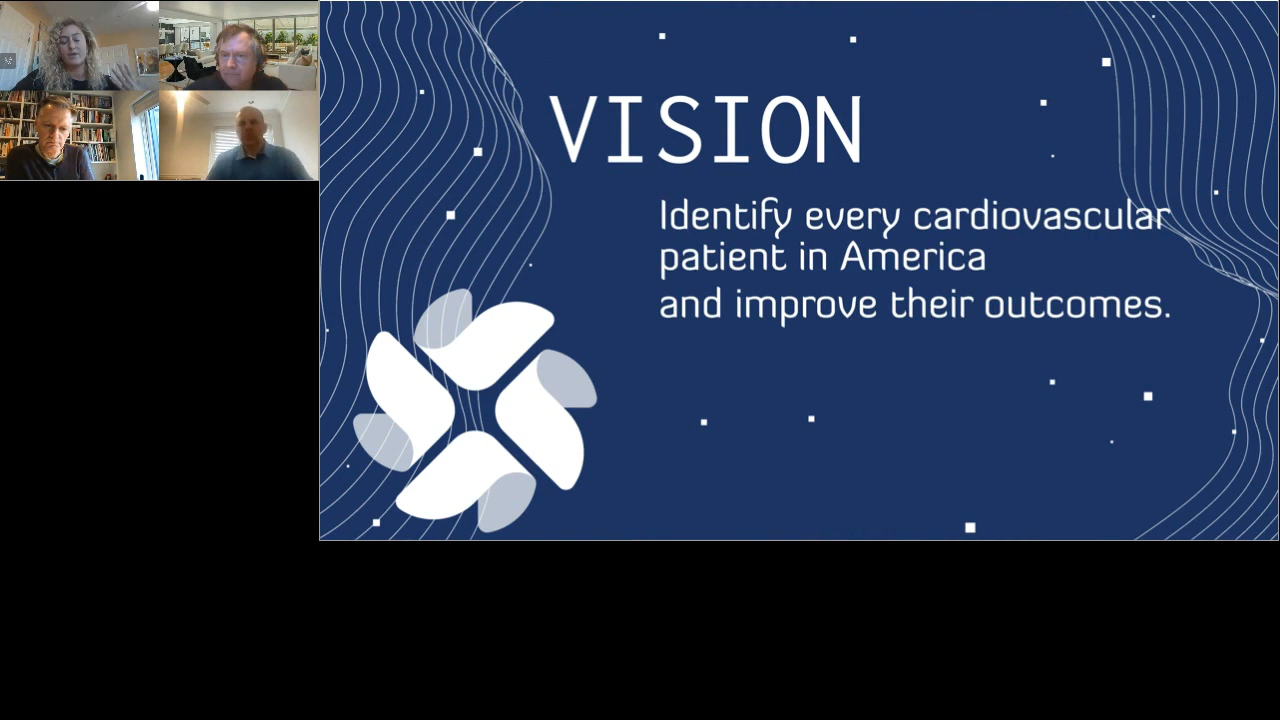 VISION
Identify every cardiovascular
patient in America
and improve their outcomes.